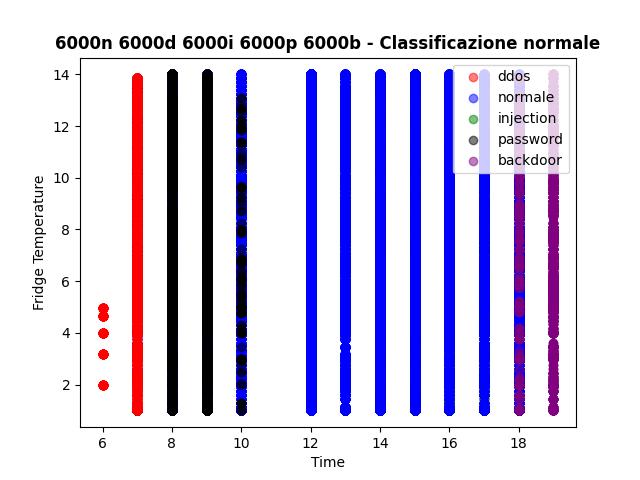 6000n 6000d 6000i 6000p 6000b - Classificazione normale
14
12
10
8
6
4
2
Fridge Temperature
ddos
normale
injection
password
backdoor
6 8 10 12 14 16 18
Time